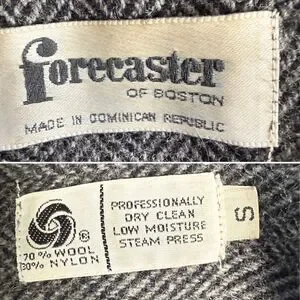 forecaster
OF BOSTON
MADE IN DOMINICAN REPUBLIC
®
70% WOOL
30% NYLON
PROFESSIONALLY
DRY CLEAN
LOW MOISTURE
STEAM PRESS
S